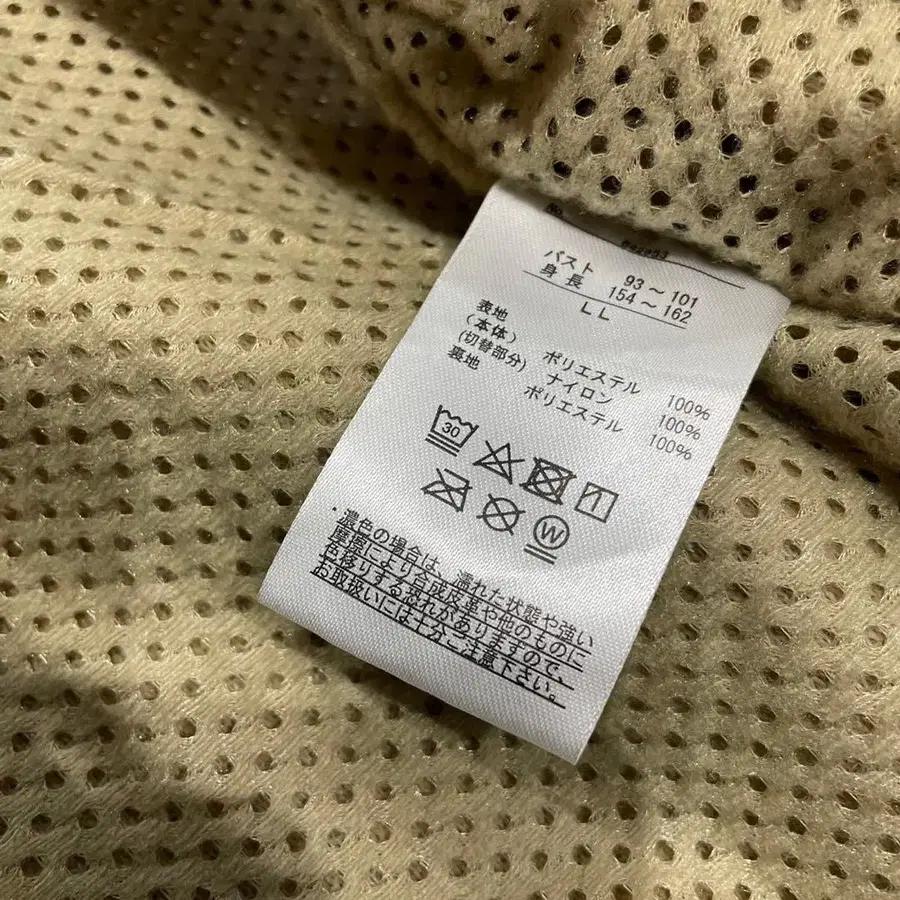 バスト 93～101
身長 154～162
LL
表地
(本体) ポリエステル 100%
(切替部分) ナイロン 100%
裏地 ポリエステル 100%
30
W
・濃色の場合は、濡れた状態や強い
摩擦により合成皮革や他のものに
色移りする恐れがありますので、
お取扱いには十分ご注意下さい。